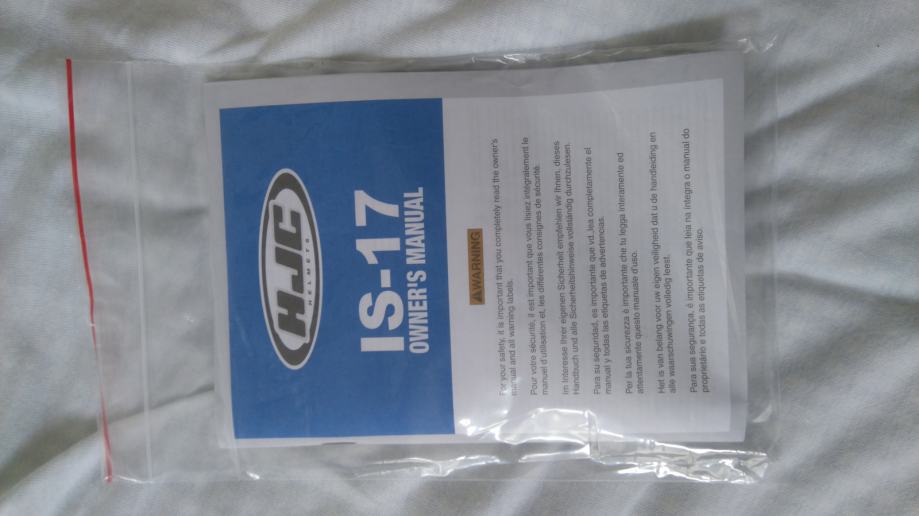 HJC
HELMETS
IS-17
OWNER'S MANUAL
WARNING
For your safety, it is important that you completely read the owner's
manual and all warning labels.
Pour votre sécurité, il est important que vous lisiez intégralement le
manuel d'utilisation et, les différentes consignes de sécurité.
Im Interesse Ihrer eigenen Sicherheit empfehlen wir Ihnen, dieses
Handbuch und alle Sicherheitshinweise vollständig durchzulesen.
Para su seguridad, es importante que vd. lea completamente el
manual y todas las etiquetas de advertencias.
Per la tua sicurezza è importante che tu legga interamente ed
attentamente questo manuale d'uso.
Het is van belang voor uw eigen veiligheid dat u de handleiding en
alle waarschuwingen volledig leest.
Para sua segurança, é importante que leia na integra o manual do
proprietário e todas as etiquetas de aviso.